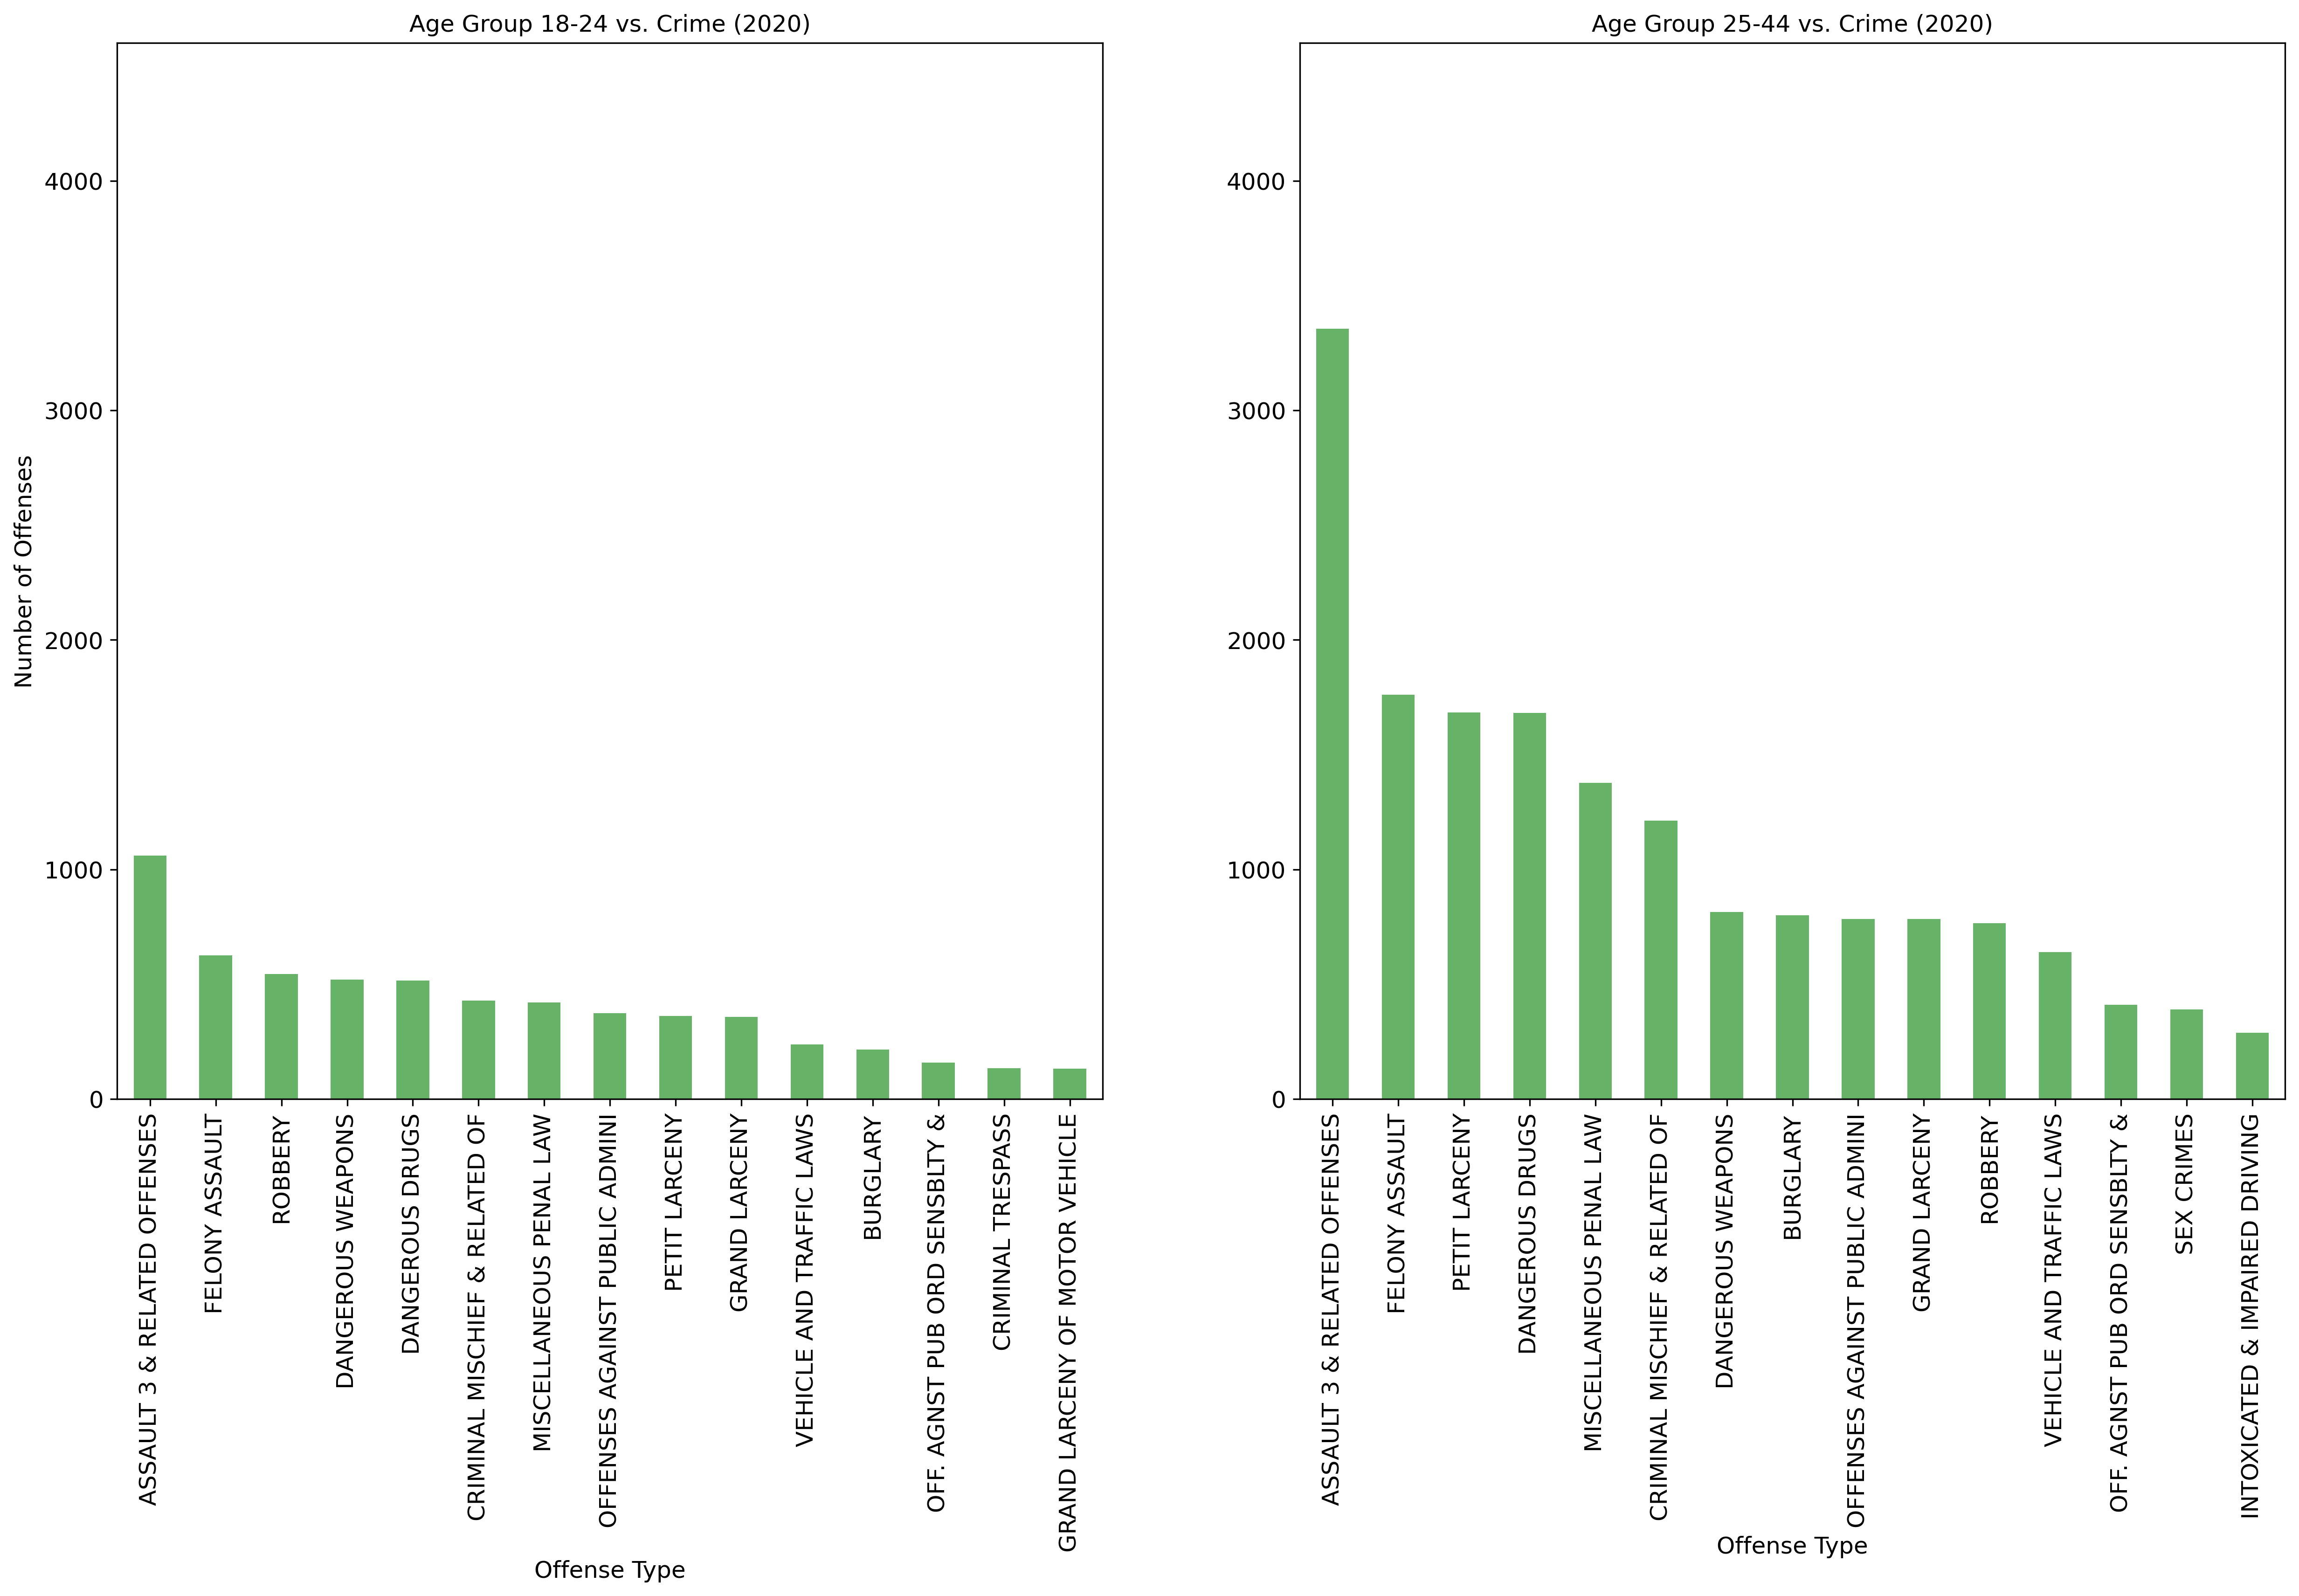 Age Group 18-24 vs. Crime (2020)
Number of Offenses
4000
3000
2000
1000
0
ASSAULT 3 & RELATED OFFENSES
FELONY ASSAULT
ROBBERY
DANGEROUS WEAPONS
DANGEROUS DRUGS
CRIMINAL MISCHIEF & RELATED OF
MISCELLANEOUS PENAL LAW
OFFENSES AGAINST PUBLIC ADMINI
PETIT LARCENY
GRAND LARCENY
VEHICLE AND TRAFFIC LAWS
BURGLARY
OFF. AGNST PUB ORD SENSBLTY &
CRIMINAL TRESPASS
GRAND LARCENY OF MOTOR VEHICLE
Offense Type
Age Group 25-44 vs. Crime (2020)
4000
3000
2000
1000
0
ASSAULT 3 & RELATED OFFENSES
FELONY ASSAULT
PETIT LARCENY
DANGEROUS DRUGS
MISCELLANEOUS PENAL LAW
CRIMINAL MISCHIEF & RELATED OF
DANGEROUS WEAPONS
BURGLARY
OFFENSES AGAINST PUBLIC ADMINI
GRAND LARCENY
ROBBERY
VEHICLE AND TRAFFIC LAWS
OFF. AGNST PUB ORD SENSBLTY &
SEX CRIMES
INTOXICATED & IMPAIRED DRIVING
Offense Type